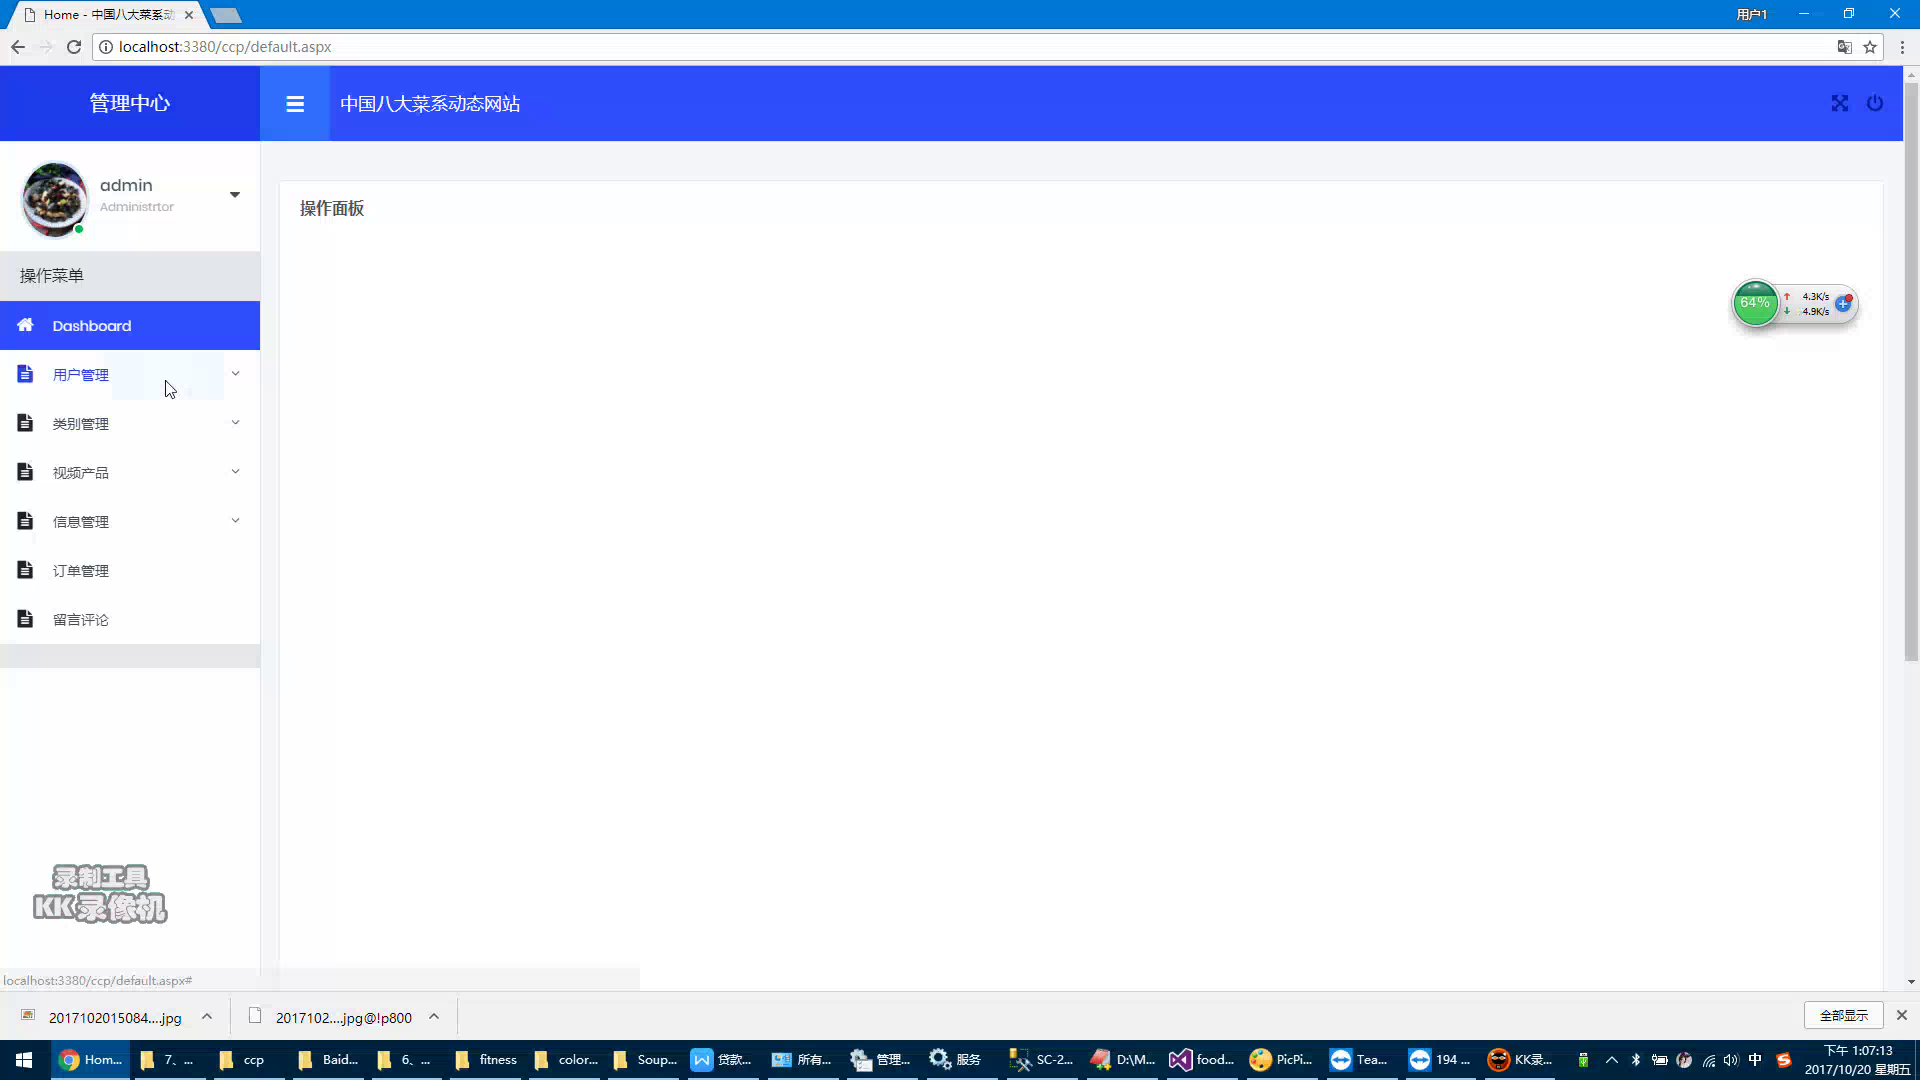 Home - 中国八大菜系动
用户1
localhost:3380/ccp/default.aspx
管理中心
中国八大菜系动态网站
admin
Administrtor
操作面板
操作菜单
64%
4.3K/s
4.9K/s
Dashboard
用户管理
类别管理
视频产品
信息管理
订单管理
留言评论
录制工具
KK录像机
localhost:3380/ccp/default.aspx#
2017102015084....jpg
2017102....jpg@!p800
全部显示
Hom...
7、...
ccp
Baid...
6、...
fitness
color...
Soup...
贷款...
所有...
管理...
服务
SC-2...
D:\M...
food...
PicPi...
Tea...
194 ...
KK录...
中
下午 1:07:13
2017/10/20 星期五